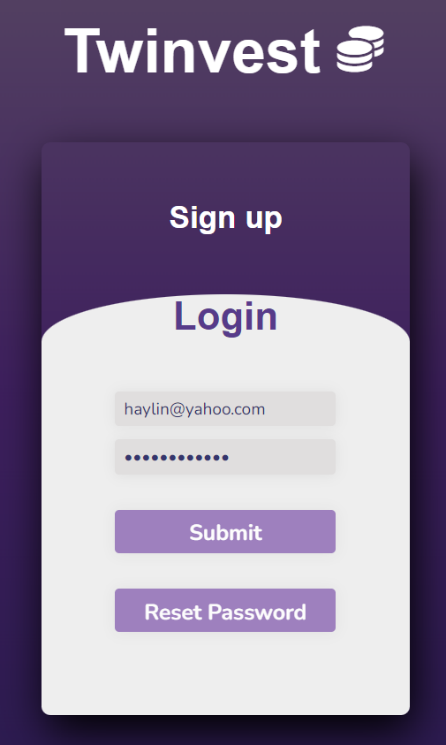 Twinvest
Sign up
Login
haylin@yahoo.com
••••••••••••
Submit
Reset Password